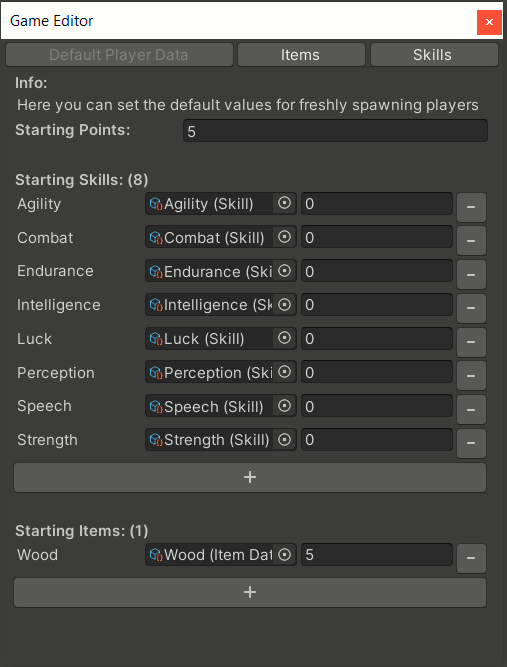 Game Editor
Default Player Data Items Skills
Info:
Here you can set the default values for freshly spawning players
Starting Points: 5
Starting Skills: (8)
Agility Agility (Skill) 0 -
Combat Combat (Skill) 0 -
Endurance Endurance (Ski 0 -
Intelligence Intelligence (Sk 0 -
Luck Luck (Skill) 0 -
Perception Perception (Ski 0 -
Speech Speech (Skill) 0 -
Strength Strength (Skill) 0 -
+
Starting Items: (1)
Wood Wood (Item Dat 5 -
+